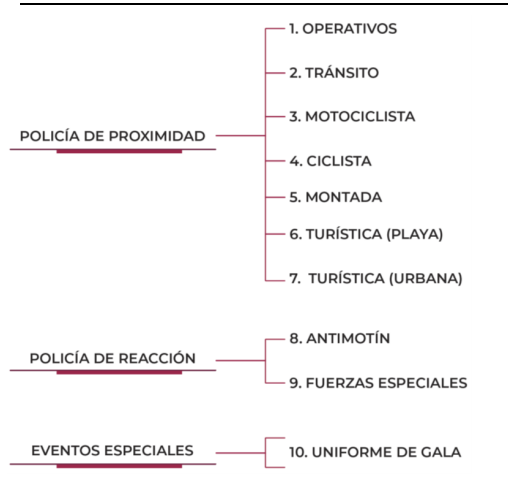 POLICÍA DE PROXIMIDAD
1. OPERATIVOS
2. TRÁNSITO
3. MOTOCICLISTA
4. CICLISTA
5. MONTADA
6. TURÍSTICA (PLAYA)
7. TURÍSTICA (URBANA)
POLICÍA DE REACCIÓN
8. ANTIMOTÍN
9. FUERZAS ESPECIALES
EVENTOS ESPECIALES
10. UNIFORME DE GALA